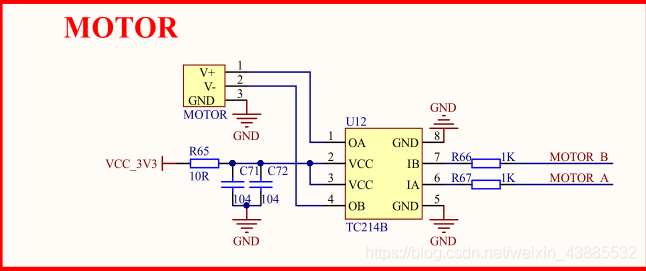 MOTOR
V+ 1
V- 2
GND 3
MOTOR
GND
U12
GND
1 OA GND 8
VCC_3V3 R65 10R C71 C72 2 VCC IB 7 R66 1K MOTOR_B
3 VCC IA 6 R67 1K MOTOR_A
104 104 4 OB GND 5
TC214B
GND GND
https://blog.csdn.net/weixin_43885532